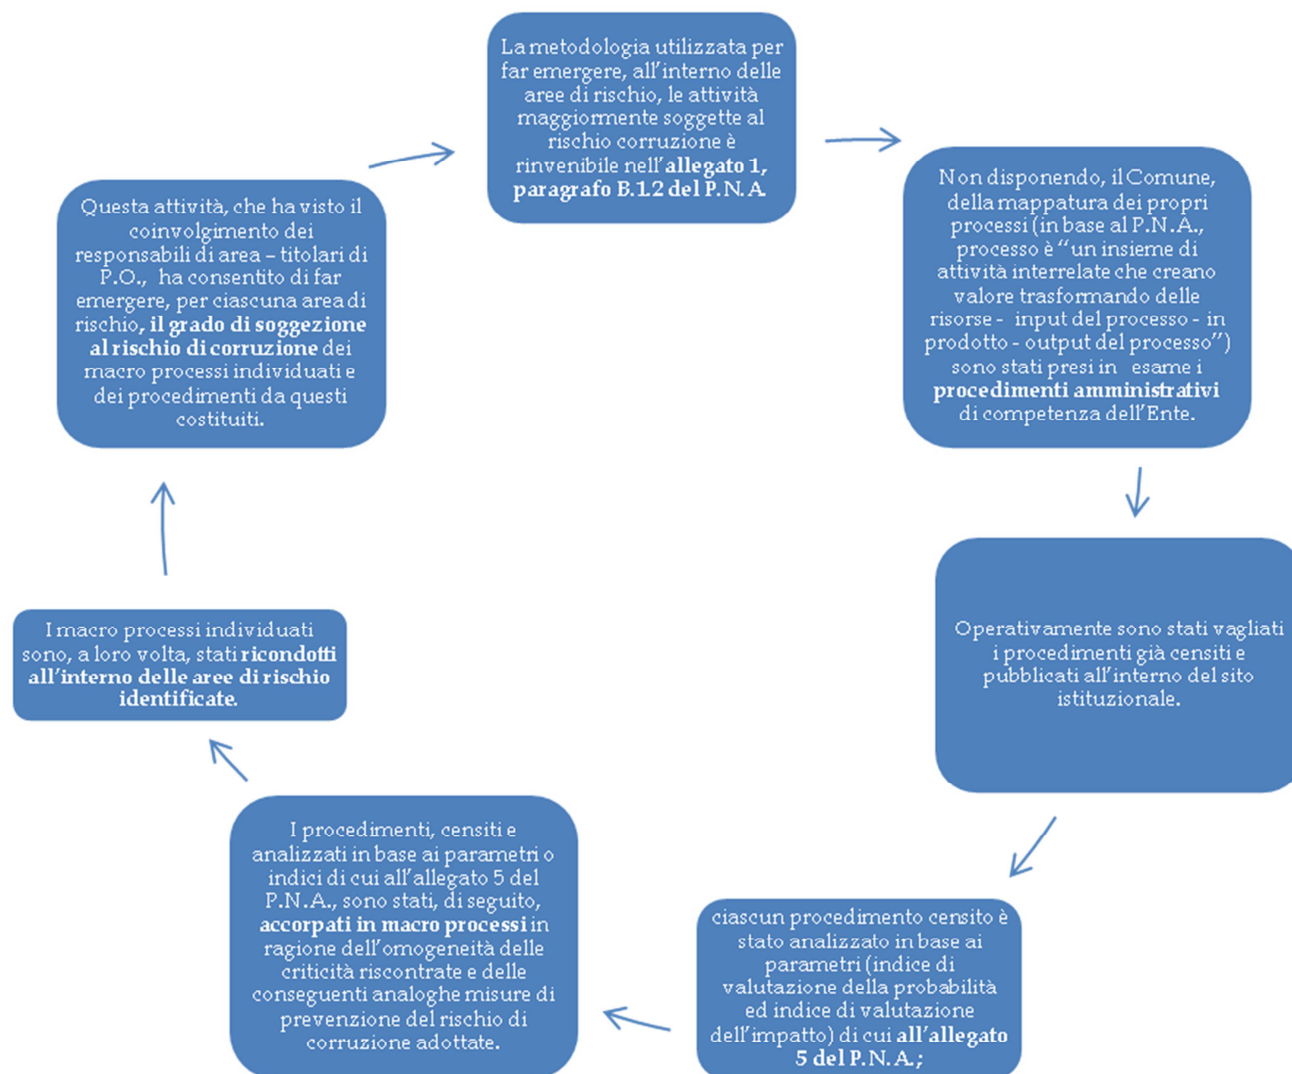 La metodologia utilizzata per
far emergere, all'interno delle
aree di rischio, le attività
maggiormente soggette al
rischio corruzione è
rinvenibile nell'allegato 1,
paragrafo B.1.2 del P.N.A.
Non disponendo, il Comune,
della mappatura dei propri
processi (in base al P.N.A.,
processo è "un insieme di
attività interrelate che creano
valore trasformando delle
risorse - input del processo - in
prodotto - output del processo")
sono stati presi in esame i
procedimenti amministrativi
di competenza dell'Ente.
Operativamente sono stati vagliati
i procedimenti già censiti e
pubblicati all'interno del sito
istituzionale.
ciascun procedimento censito è
stato analizzato in base ai
parametri (indice di
valutazione della probabilità
ed indice di valutazione
dell'impatto) di cui all'allegato
5 del P.N.A.;
I procedimenti, censiti e
analizzati in base ai parametri o
indici di cui all'allegato 5 del
P.N.A., sono stati, di seguito,
accorpati in macro processi in
ragione dell'omogeneità delle
criticità riscontrate e delle
conseguenti analoghe misure di
prevenzione del rischio di
corruzione adottate.
I macro processi individuati
sono, a loro volta, stati ricondotti
all'interno delle aree di rischio
identificate.
Questa attività, che ha visto il
coinvolgimento dei
responsabili di area – titolari
di P.O., ha consentito di far
emergere, per ciascuna area di
rischio, il grado di soggezione
al rischio di corruzione dei
macro processi individuati e
dei procedimenti da questi
costituiti.